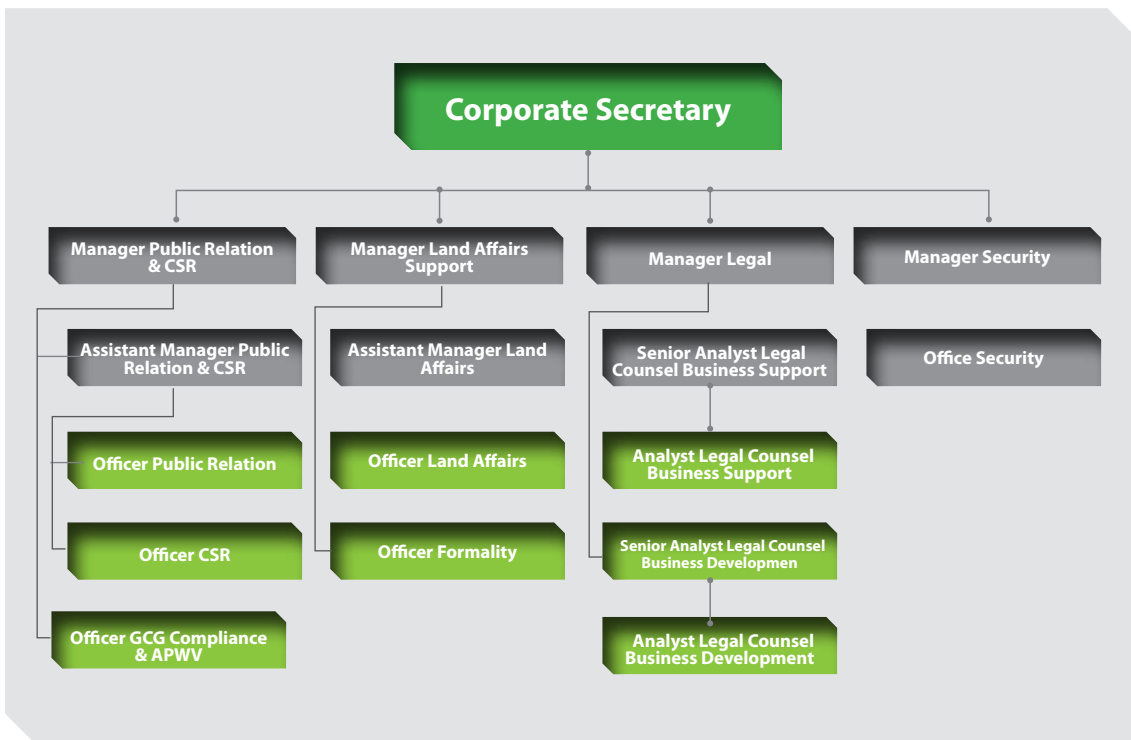 Corporate Secretary
Manager Public Relation
& CSR
Manager Land Affairs
Support
Manager Legal
Manager Security
Assistant Manager Public
Relation & CSR
Assistant Manager Land
Affairs
Senior Analyst Legal
Counsel Business Support
Office Security
Officer Public Relation
Officer Land Affairs
Analyst Legal Counsel
Business Support
Officer CSR
Officer Formality
Senior Analyst Legal Counsel
Business Developmen
Officer GCG Compliance
& APWV
Analyst Legal Counsel
Business Development